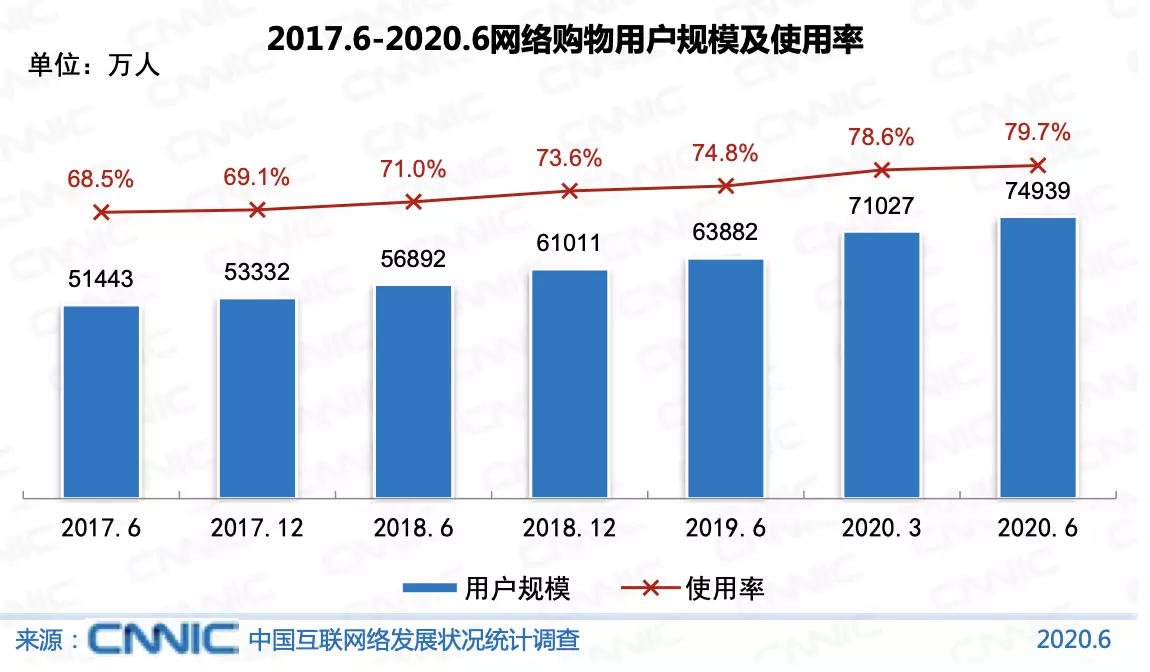 2017.6-2020.6网络购物用户规模及使用率
单位：万人
68.5% 69.1% 71.0% 73.6% 74.8% 78.6% 79.7%
51443 53332 56892 61011 63882 71027 74939
2017.6 2017.12 2018.6 2018.12 2019.6 2020.3 2020.6
用户规模 使用率
来源：CNNIC 中国互联网络发展状况统计调查 2020.6